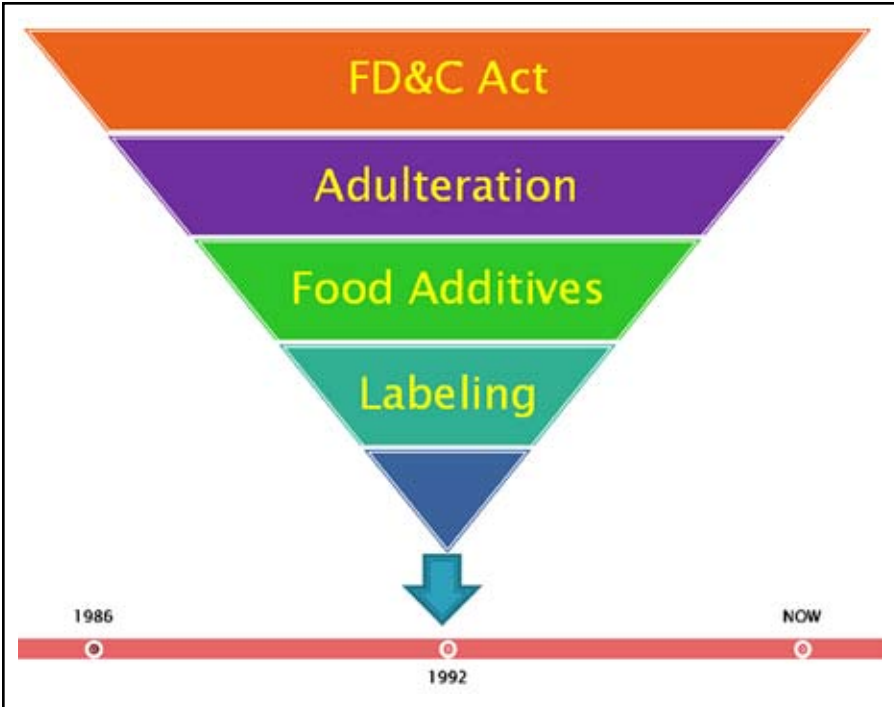 FD&C Act
Adulteration
Food Additives
Labeling
1986
NOW
1992